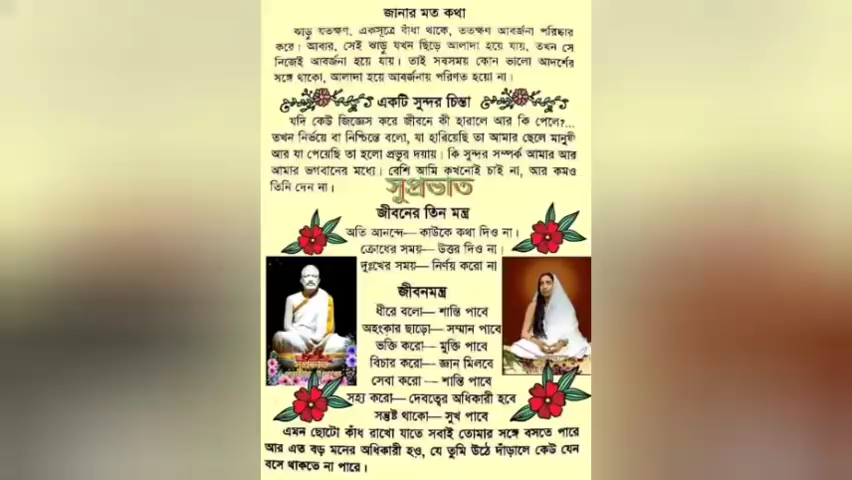 জানার মত কথা
ঝাড়ু যতক্ষণ, একসূত্রে বাঁধা থাকে, ততক্ষণ আবর্জনা পরিষ্কার
করে। আবার, সেই ঝাড়ু যখন ছিড়ে আলাদা হয়ে যায়, তখন সে
নিজেই আবর্জনা হয়ে যায়। তাই সবসময় কোন ভালো আদর্শের
সঙ্গে থাকো, আলাদা হয়ে আবর্জনায় পরিণত হয়ো না।
একটি সুন্দর চিন্তা
যদি কেউ জিজ্ঞেস করে জীবনে কী হারালে আর কি পেলে?...
তখন নির্ভয়ে বা নিশ্চিন্তে বলো, যা হারিয়েছি তা আমার ছেলে মানুষী
আর যা পেয়েছি তা হলো প্রভুর দয়ায়। কি সুন্দর সম্পর্ক আমার আর
আমার ভগবানের মধ্যে। বেশি আমি কখনোই চাই না, আর কমও
তিনি দেন না।
সুপ্রভাত
জীবনের তিন মন্ত্র
অতি আনন্দে— কাউকে কথা দিও না।
ক্রোধের সময়— উত্তর দিও না।
দুঃখের সময়— নির্ণয় করো না
জীবনমন্ত্র
ধীরে বলো— শান্তি পাবে
অহংকার ছাড়ো— সম্মান পাবে
ভক্তি করো— মুক্তি পাবে
বিচার করো— জ্ঞান মিলবে
সেবা করো — শান্তি পাবে
সহ্য করো— দেবত্বের অধিকারী হবে
সন্তুষ্ট থাকো— সুখ পাবে
সুপ্রভাত
এমন ছোটো কাঁধ রাখো যাতে সবাই তোমার সঙ্গে বসতে পারে
আর এত বড় মনের অধিকারী হও, যে তুমি উঠে দাঁড়ালে কেউ যেন
বসে থাকতে না পারে।